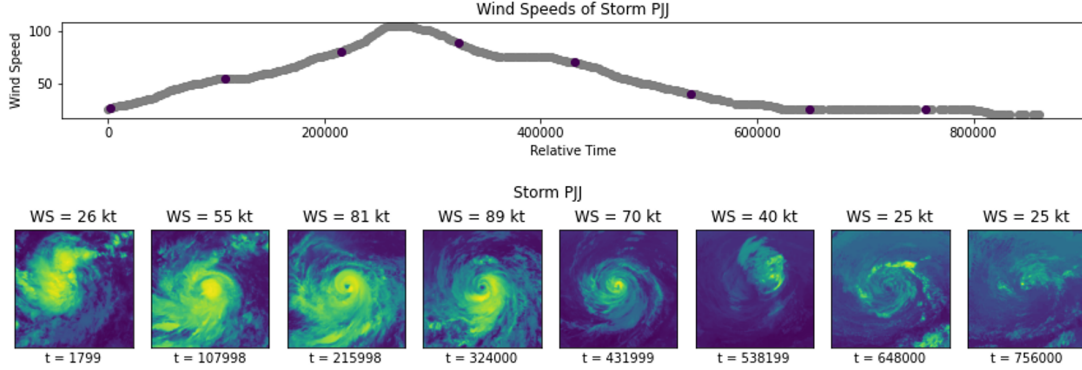 Wind Speeds of Storm PJJ
Wind Speed
100
50
0 200000 400000 600000 800000
Relative Time
Storm PJJ
WS = 26 kt WS = 55 kt WS = 81 kt WS = 89 kt WS = 70 kt WS = 40 kt WS = 25 kt WS = 25 kt
t = 1799 t = 107998 t = 215998 t = 324000 t = 431999 t = 538199 t = 648000 t = 756000